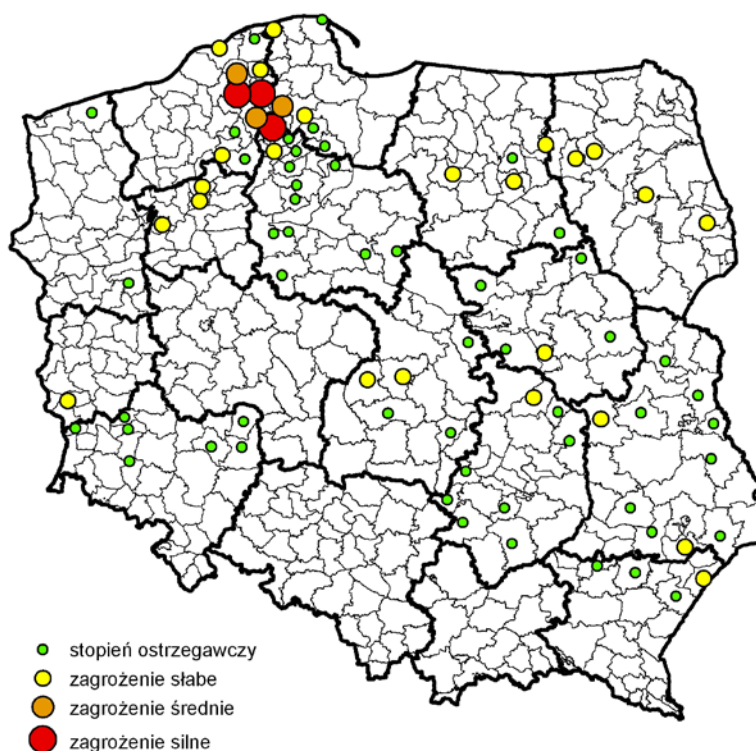 stopień ostrzegawczy
zagrożenie słabe
zagrożenie średnie
zagrożenie silne